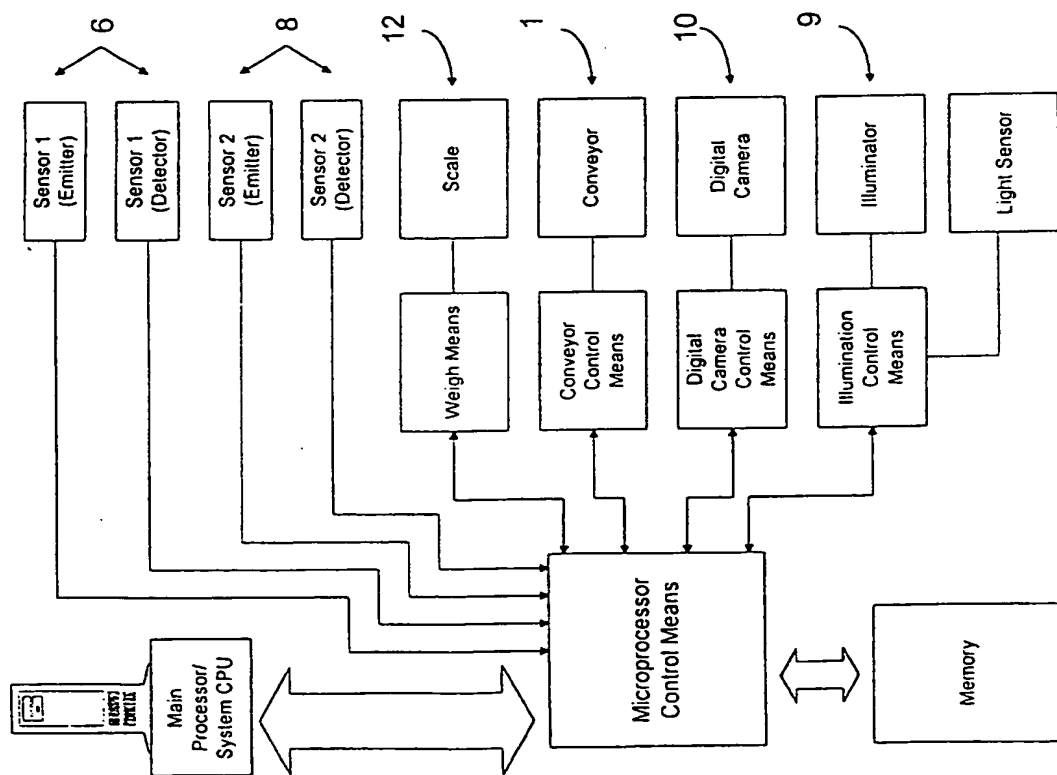 6
8
12
1
10
9
Sensor 1
(Emitter)
Sensor 1
(Detector)
Sensor 2
(Emitter)
Sensor 2
(Detector)
Scale
Conveyor
Digital
Camera
Illuminator
Light Sensor
Weigh Means
Conveyor
Control
Means
Digital
Camera
Control
Means
Illumination
Control
Means
Main
Processor/
System CPU
Microprocessor
Control Means
Memory